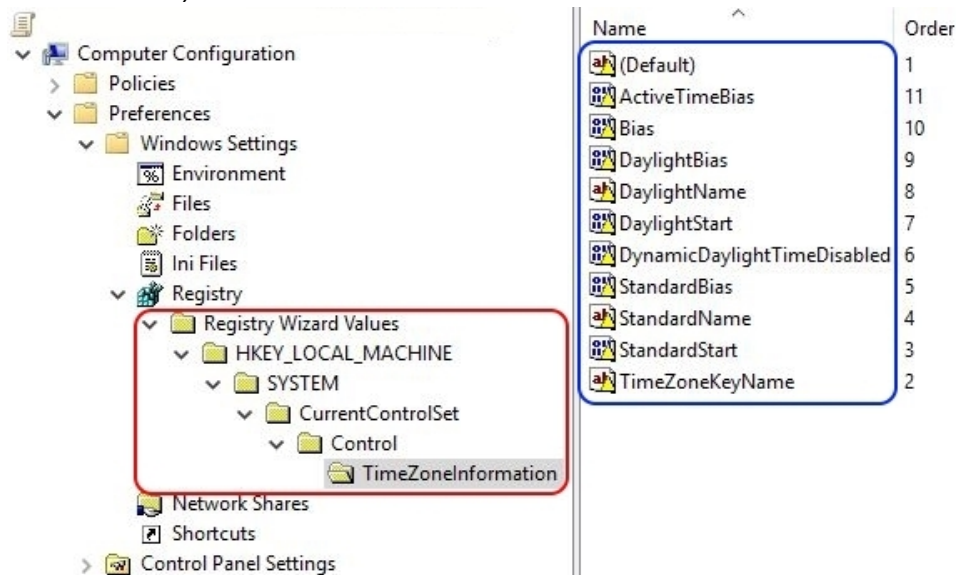 Computer Configuration
Policies
Preferences
Windows Settings
Environment
Files
Folders
Ini Files
Registry
Registry Wizard Values
HKEY_LOCAL_MACHINE
SYSTEM
CurrentControlSet
Control
TimeZoneInformation
Network Shares
Shortcuts
Control Panel Settings
Name Order
(Default) 1
ActiveTimeBias 11
Bias 10
DaylightBias 9
DaylightName 8
DaylightStart 7
DynamicDaylightTimeDisabled 6
StandardBias 5
StandardName 4
StandardStart 3
TimeZoneKeyName 2